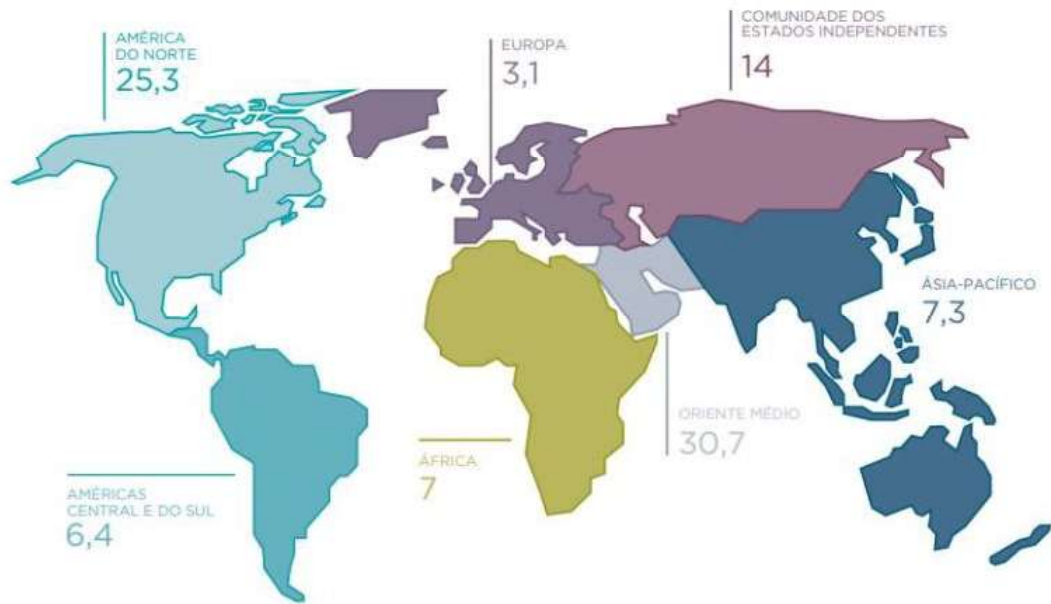 AMÉRICA
DO NORTE
25,3
EUROPA
3,1
COMUNIDADE DOS
ESTADOS INDEPENDENTES
14
ÁSIA-PACÍFICO
7,3
ORIENTE MÉDIO
30,7
ÁFRICA
7
AMÉRICAS
CENTRAL E DO SUL
6,4